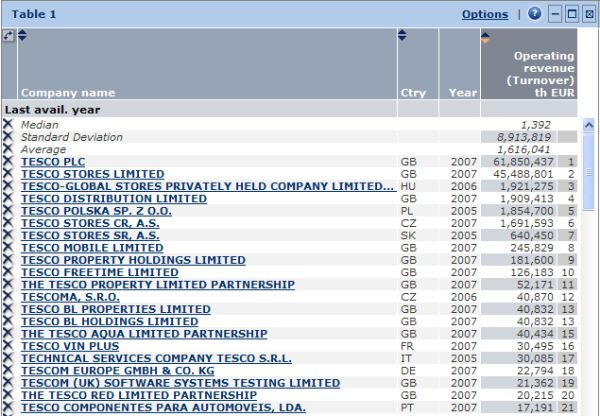 Table 1 Options | ? 
Operating
revenue
(Turnover)
Company name Ctry Year th EUR
Last avail. year
Median 1,392
Standard Deviation 8,913,819
Average 1,616,041
TESCO PLC GB 2007 61,850,437 1
TESCO STORES LIMITED GB 2007 45,488,801 2
TESCO-GLOBAL STORES PRIVATELY HELD COMPANY LIMITED... HU 2006 1,921,275 3
TESCO DISTRIBUTION LIMITED GB 2007 1,909,413 4
TESCO POLSKA SP. Z O.O. PL 2005 1,854,700 5
TESCO STORES CR, A.S. CZ 2007 1,691,593 6
TESCO STORES SR, A.S. SK 2005 640,450 7
TESCO MOBILE LIMITED GB 2007 245,829 8
TESCO PROPERTY HOLDINGS LIMITED GB 2007 181,600 9
TESCO FREETIME LIMITED GB 2007 126,183 10
THE TESCO PROPERTY LIMITED PARTNERSHIP GB 2007 52,171 11
TESCOMA, S.R.O. CZ 2006 40,870 12
TESCO BL PROPERTIES LIMITED GB 2007 40,832 13
TESCO BL HOLDINGS LIMITED GB 2007 40,832 13
THE TESCO AQUA LIMITED PARTNERSHIP GB 2007 40,434 15
TESCO VIN PLUS FR 2007 30,495 16
TECHNICAL SERVICES COMPANY TESCO S.R.L. IT 2005 30,085 17
TESCOM EUROPE GMBH & CO. KG DE 2007 22,794 18
TESCOM (UK) SOFTWARE SYSTEMS TESTING LIMITED GB 2007 21,362 19
THE TESCO RED LIMITED PARTNERSHIP GB 2007 20,215 20
TESCO COMPONENTES PARA AUTOMOVEIS, LDA. PT 2007 17,191 21